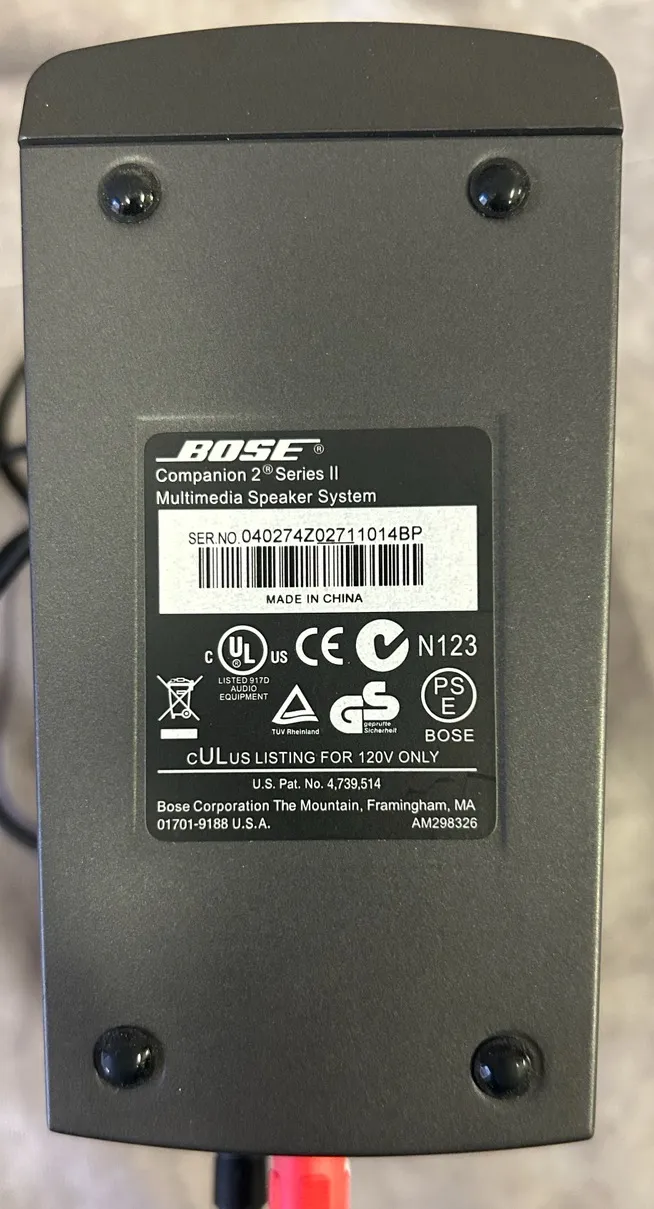 BOSE®
Companion 2® Series II
Multimedia Speaker System
SER.NO. 040274Z02711014BP
MADE IN CHINA
C UL® US CE N123
LISTED 917D
AUDIO
EQUIPMENT
TÜV Rheinland
GS
geprüfte
Sicherheit
PS
E
BOSE
CULUS LISTING FOR 120V ONLY
U.S. Pat. No. 4,739,514
Bose Corporation The Mountain, Framingham, MA
01701-9188 U.S.A. AM298326